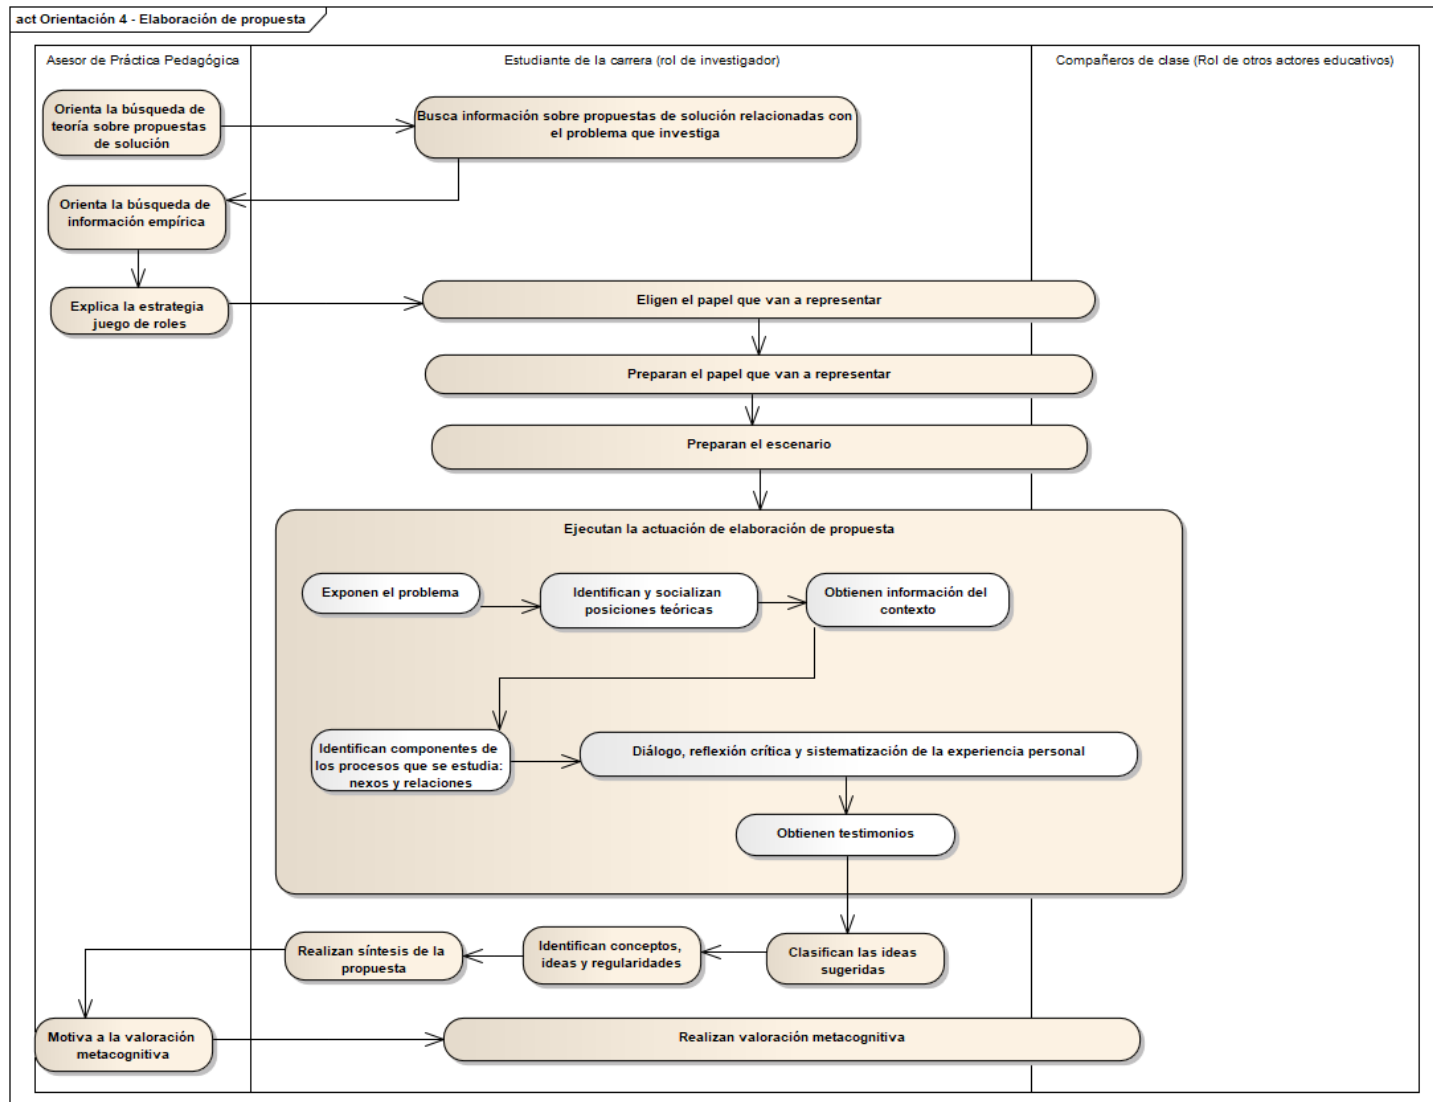 act Orientación 4 - Elaboración de propuesta
Asesor de Práctica Pedagógica
Estudiante de la carrera (rol de investigador)
Compañeros de clase (Rol de otros actores educativos)
Orienta la búsqueda de
teoría sobre propuestas
de solución
Busca información sobre propuestas de solución relacionadas con
el problema que investiga
Orienta la búsqueda de
información empírica
Explica la estrategia
juego de roles
Eligen el papel que van a representar
Preparan el papel que van a representar
Preparan el escenario
Ejecutan la actuación de elaboración de propuesta
Exponen el problema
Identifican y socializan
posiciones teóricas
Obtienen información del
contexto
Identifican componentes de
los procesos que se estudia:
nexos y relaciones
Diálogo, reflexión crítica y sistematización de la experiencia personal
Obtienen testimonios
Clasifican las ideas
sugeridas
Identifican conceptos,
ideas y regularidades
Realizan síntesis de la
propuesta
Motiva a la valoración
metacognitiva
Realizan valoración metacognitiva